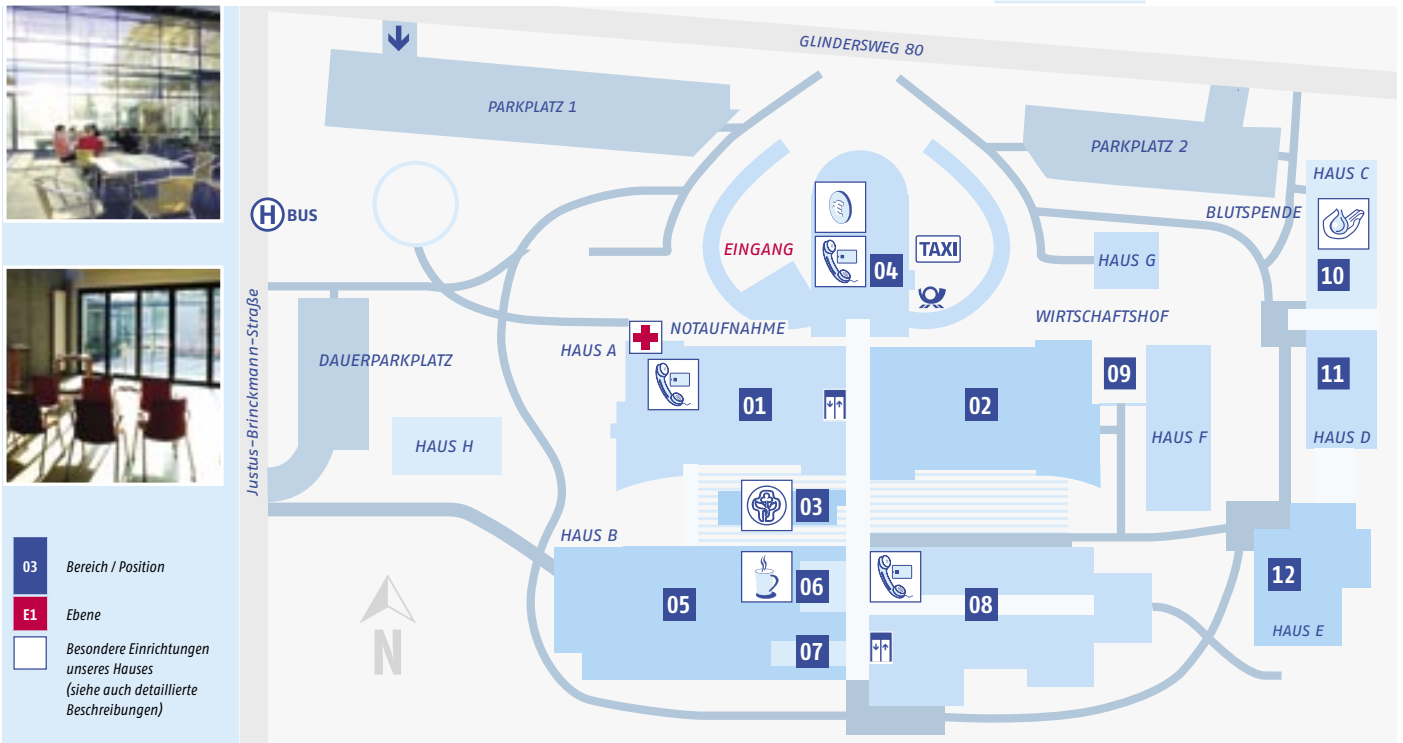 GLINDERSWEG 80
PARKPLATZ 1
PARKPLATZ 2
HAUS C
BLUTSPENDE
H BUS
EINGANG
04
TAXI
HAUS G
10
Justus-Brinckmann-Straße
NOTAUFNAHME
WIRTSCHAFTSHOF
HAUS A
DAUERPARKPLATZ
01
02
09
11
HAUS H
HAUS F
HAUS D
03
HAUS B
06
05
08
12
07
HAUS E
N
03 Bereich / Position
E1 Ebene
Besondere Einrichtungen
unseres Hauses
(siehe auch detaillierte
Beschreibungen)